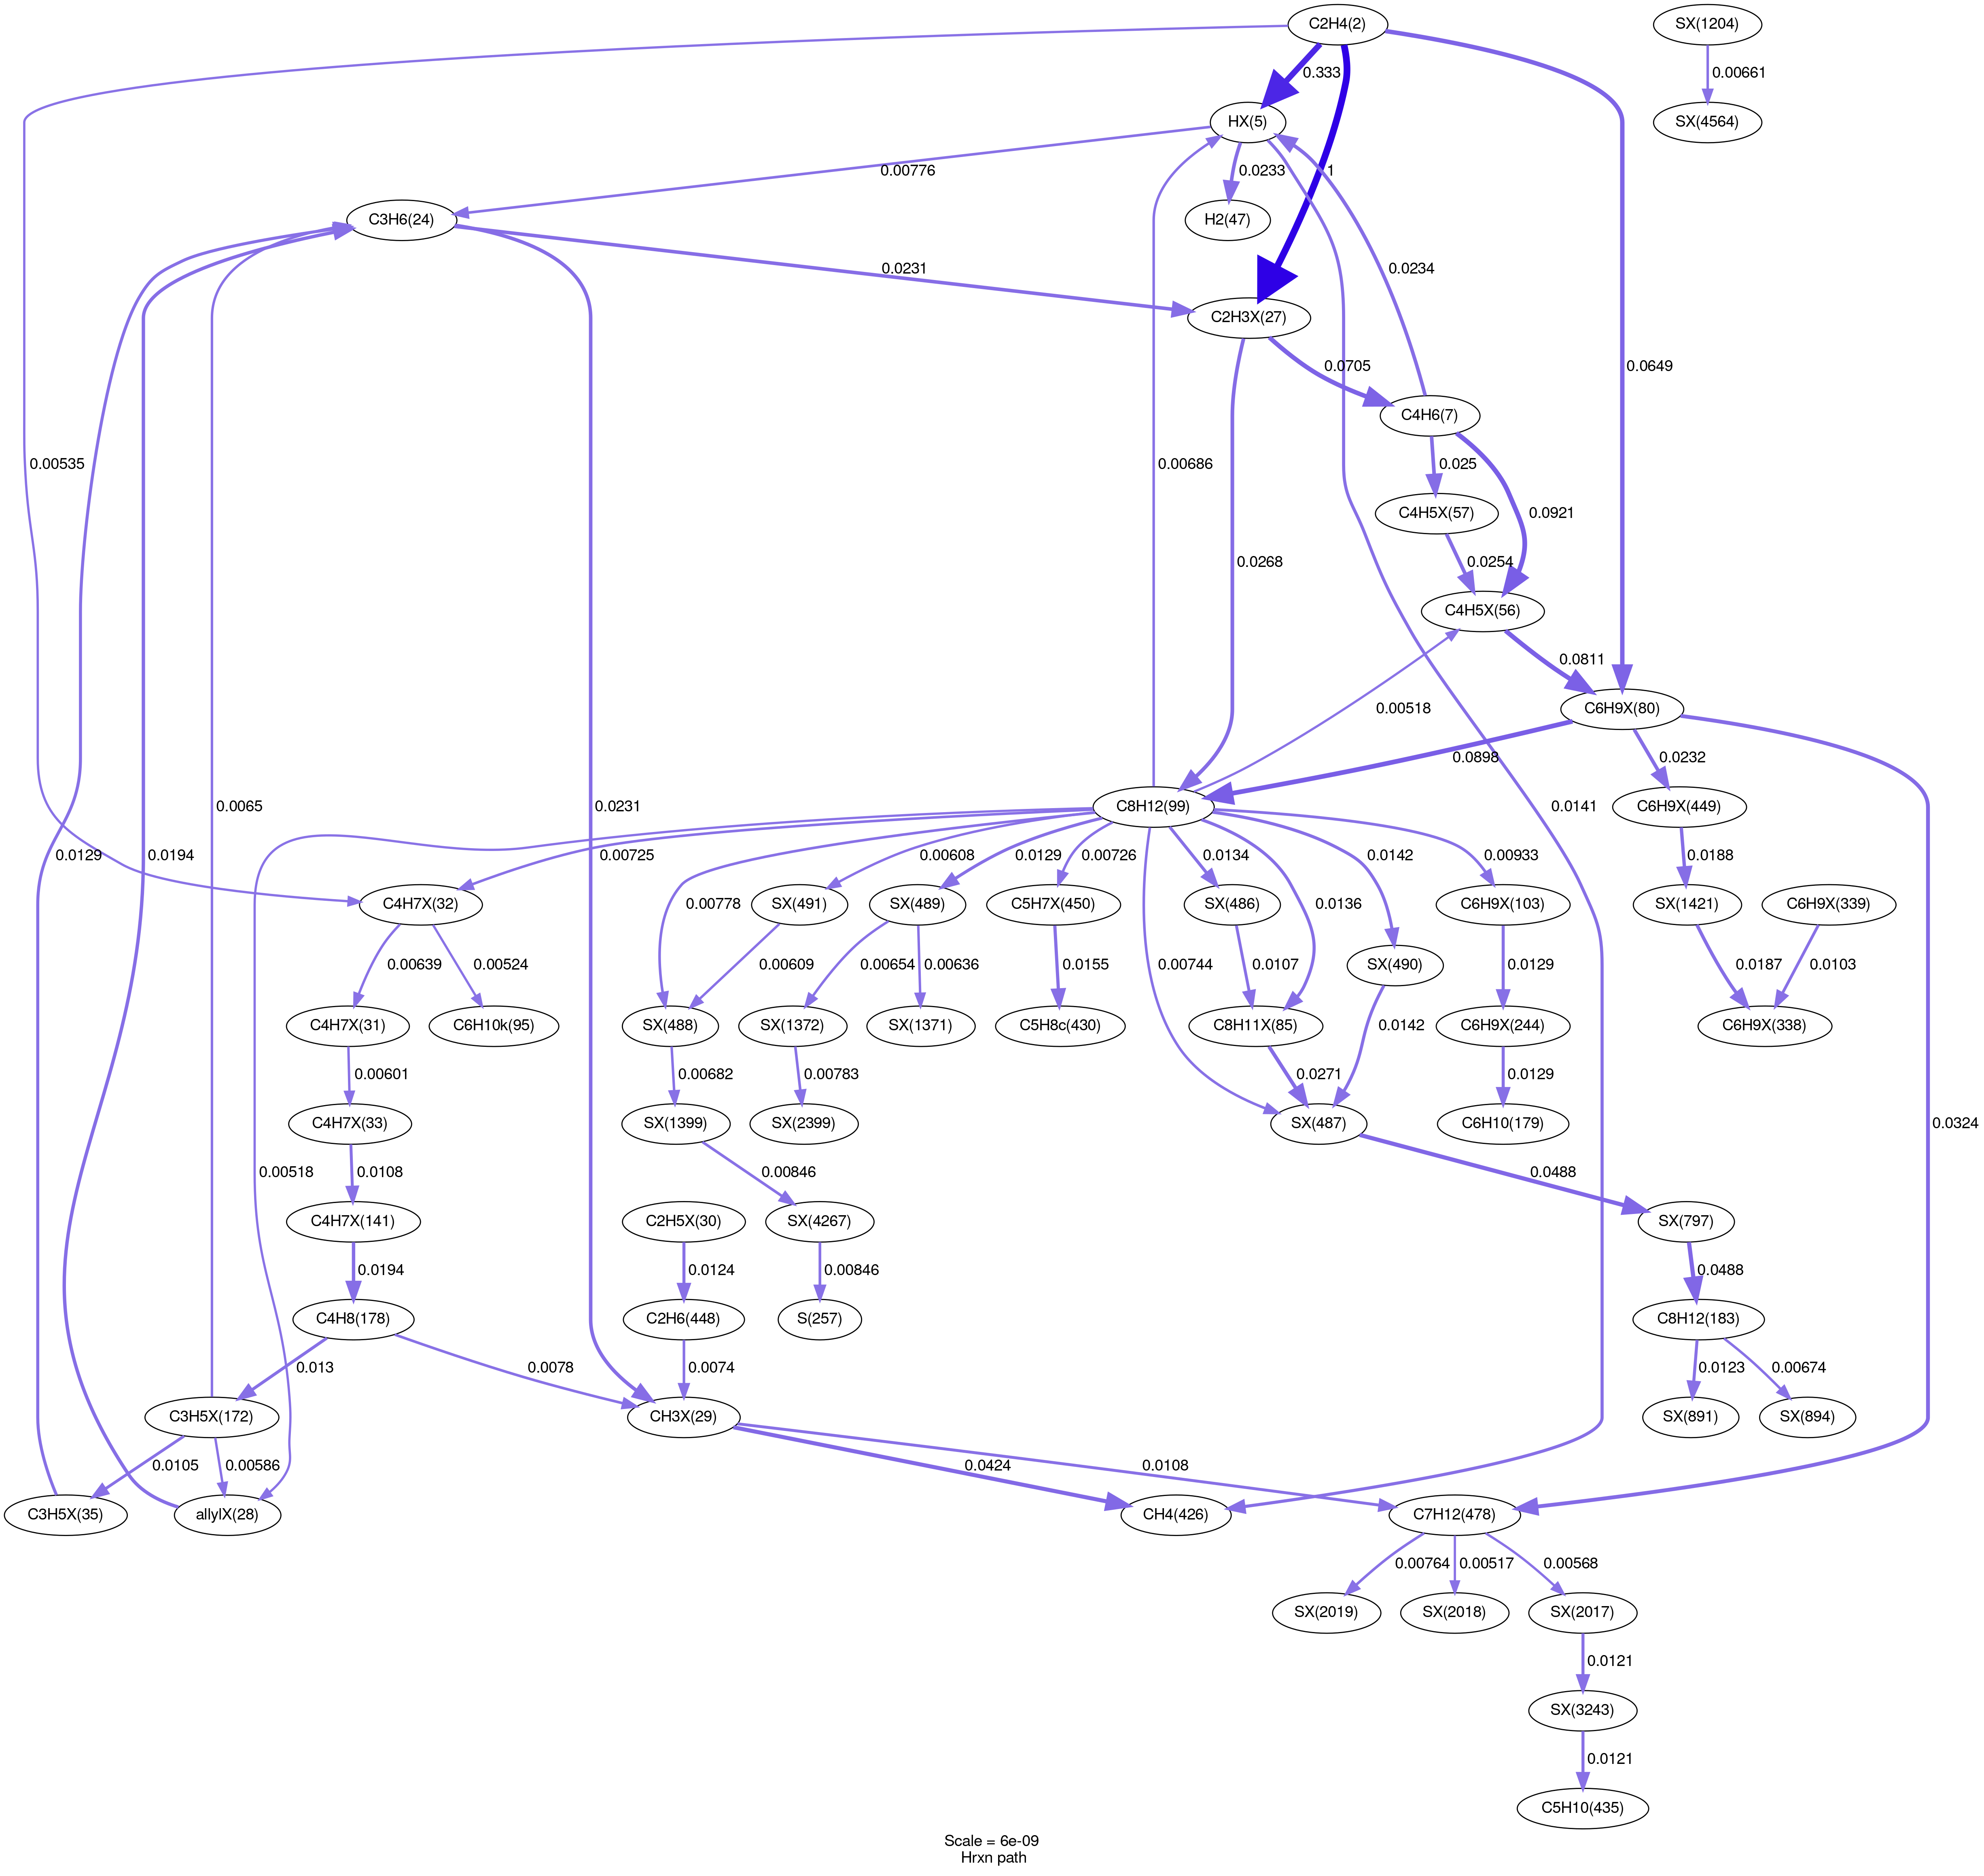 C2H4(2)
SX(1204)
0.333
0.00661
HX(5)
SX(4564)
0.00776
0.0233
1
C3H6(24)
H2(47)
0.0231
0.0234
C2H3X(27)
0.0705
0.0649
C4H6(7)
0.00535
0.00686
0.025
C4H5X(57)
0.0921
0.0268
0.0254
C4H5X(56)
0.0811
0.00518
C6H9X(80)
0.0898
0.0232
0.0065
0.0231
C8H12(99)
C6H9X(449)
0.0141
0.0129
0.0194
0.00725
0.00608
0.0129
0.00726
0.0134
0.00933
0.0188
C4H7X(32)
0.00778
SX(491)
SX(489)
C5H7X(450)
SX(486)
0.0136
0.0142
C6H9X(103)
SX(1421)
C6H9X(339)
0.00639
0.00524
0.00609
0.00654
0.00636
0.0155
0.00744
0.0107
SX(490)
0.0129
0.0187
0.0103
C4H7X(31)
C6H10k(95)
SX(488)
SX(1372)
SX(1371)
C5H8c(430)
C8H11X(85)
C6H9X(244)
C6H9X(338)
0.00601
0.00682
0.00783
0.0271
0.0142
0.0129
C4H7X(33)
SX(1399)
SX(2399)
SX(487)
C6H10(179)
0.0324
0.00518
0.0108
0.00846
0.0488
C4H7X(141)
C2H5X(30)
SX(4267)
SX(797)
0.0194
0.0124
0.00846
0.0488
C4H8(178)
C2H6(448)
S(257)
C8H12(183)
0.013
0.0078
0.0074
0.0123
0.00674
C3H5X(172)
CH3X(29)
SX(891)
SX(894)
0.0105
0.00586
0.0424
0.0108
C3H5X(35)
allylX(28)
CH4(426)
C7H12(478)
0.00764
0.00517
0.00568
SX(2019)
SX(2018)
SX(2017)
0.0121
SX(3243)
0.0121
C5H10(435)
Scale = 6e-09
Hrxn path